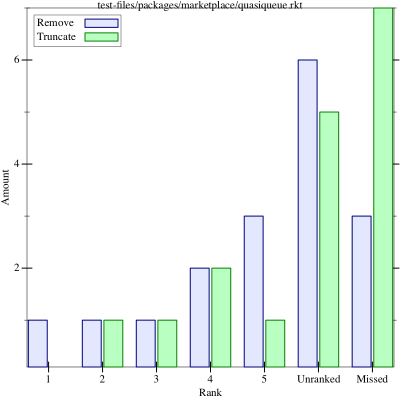 test-files/packages/marketplace/quasiqueue.rkt
Remove
Truncate
6
4
2
Amount
1 2 3 4 5 Unranked Missed
Rank